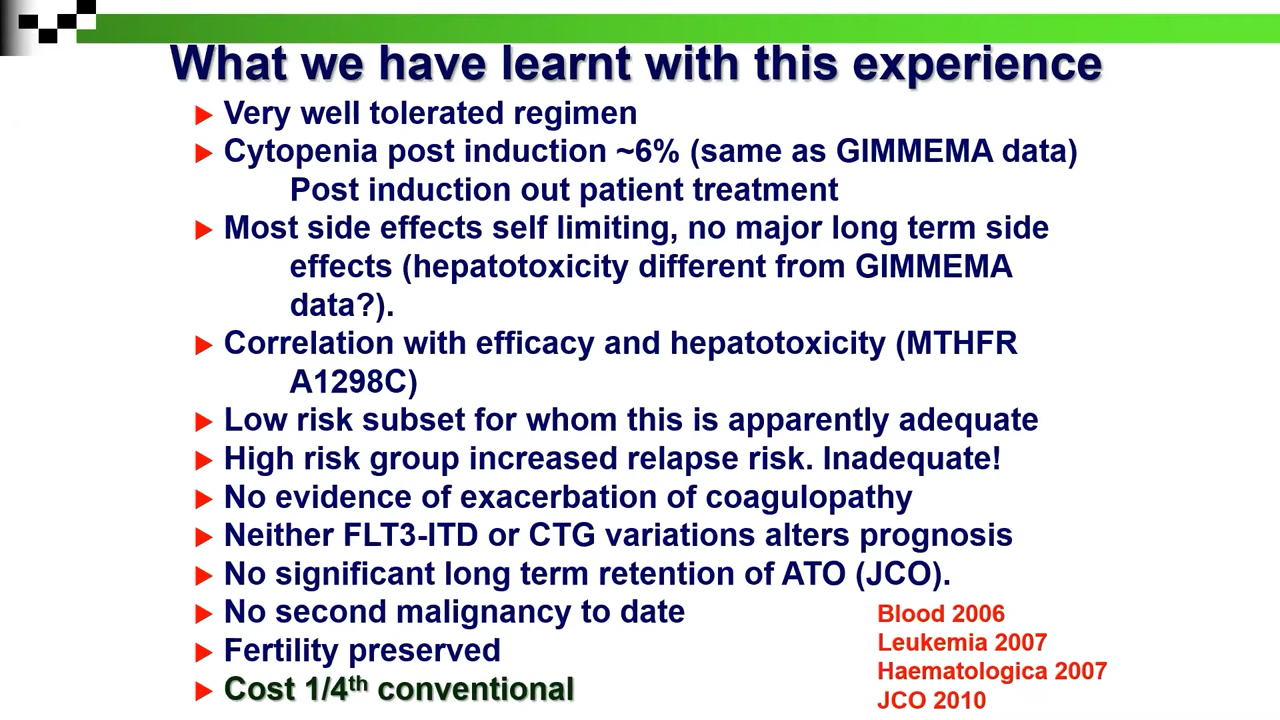 What we have learnt with this experience
Very well tolerated regimen
Cytopenia post induction ~6% (same as GIMMEMA data)
Post induction out patient treatment
Most side effects self limiting, no major long term side
effects (hepatotoxicity different from GIMMEMA
data?).
Correlation with efficacy and hepatotoxicity (MTHFR
A1298C)
Low risk subset for whom this is apparently adequate
High risk group increased relapse risk. Inadequate!
No evidence of exacerbation of coagulopathy
Neither FLT3-ITD or CTG variations alters prognosis
No significant long term retention of ATO (JCO).
No second malignancy to date
Fertility preserved
Cost 1/4th conventional
Blood 2006
Leukemia 2007
Haematologica 2007
JCO 2010